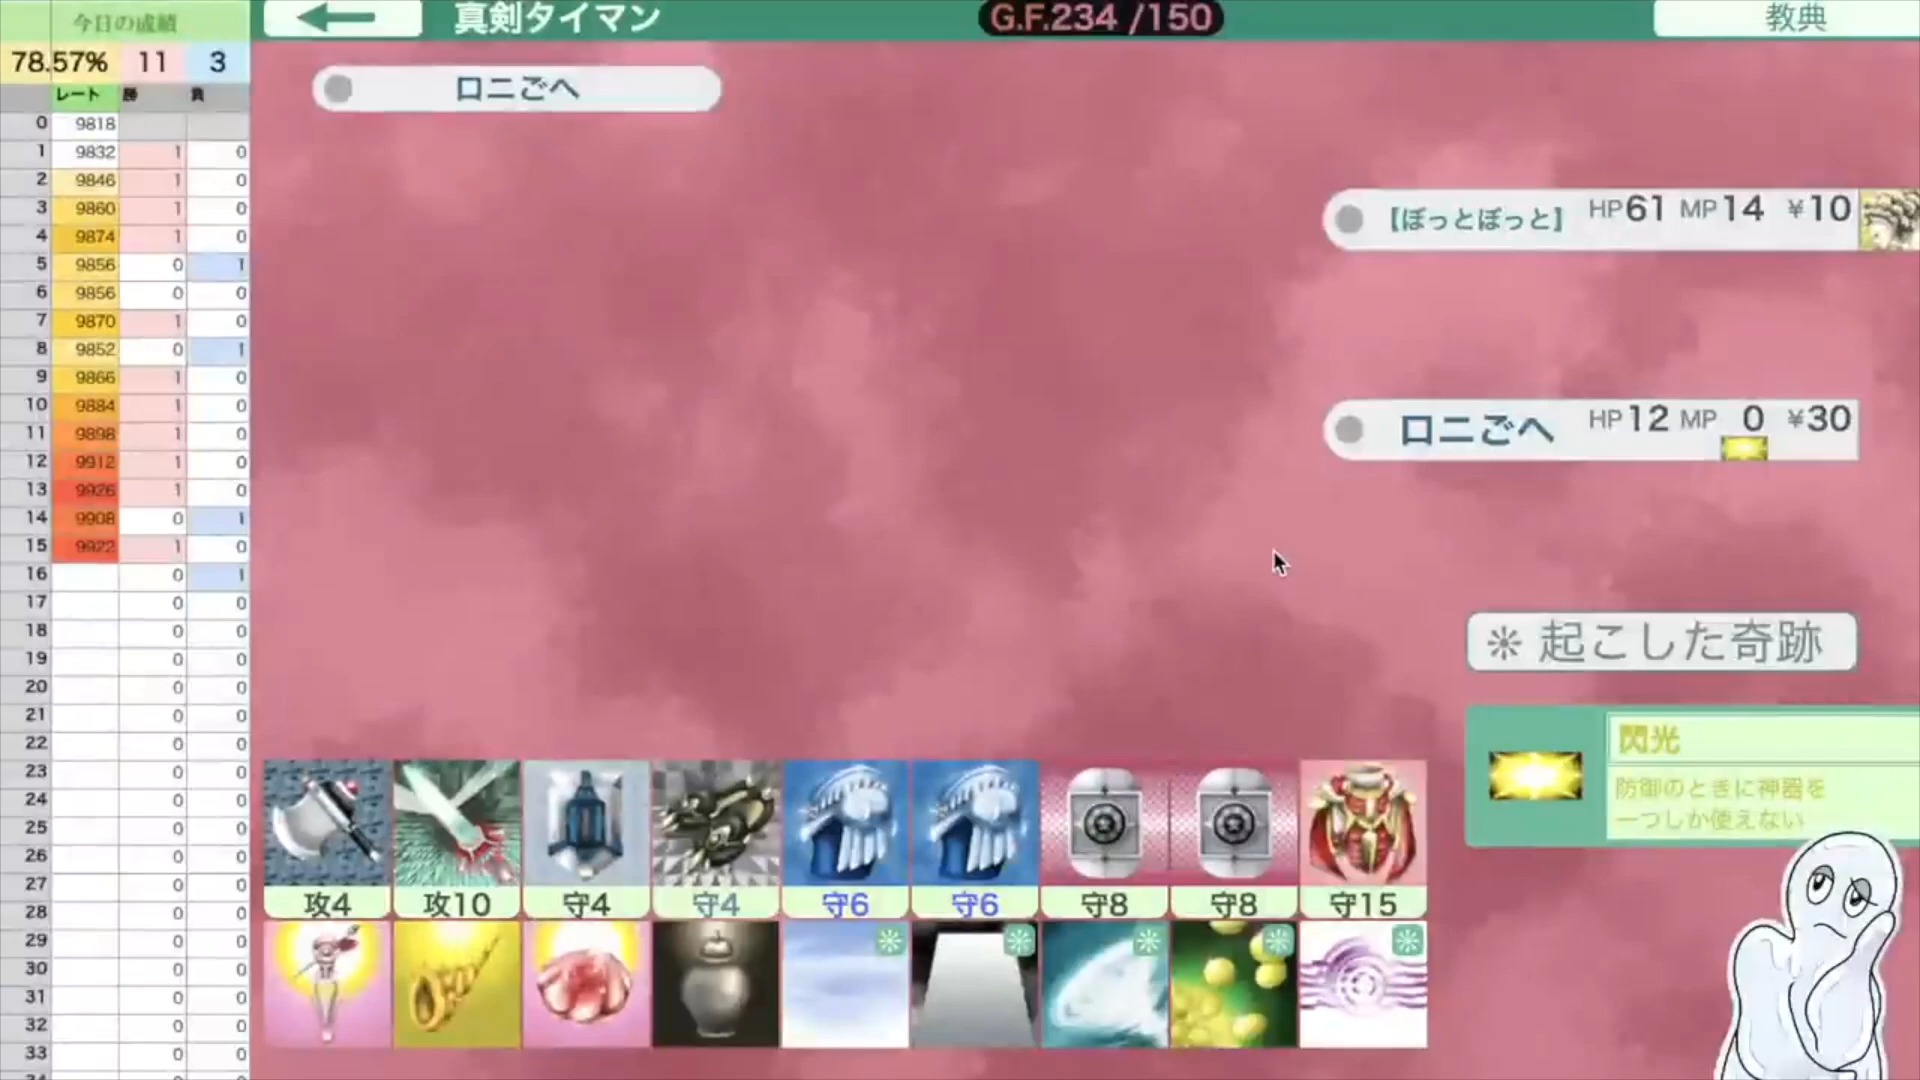 今日の成績
78.57% 11 3
レート 勝 負
0 9818
1 9832 1 0
2 9846 1 0
3 9860 1 0
4 9874 1 0
5 9856 0 1
6 9856 0 0
7 9870 1 0
8 9852 0 1
9 9866 1 0
10 9884 1 0
11 9898 1 0
12 9912 1 0
13 9926 1 0
14 9908 0 1
15 9922 1 0
16 0 1
17 0 0
18 0 0
19 0 0
20 0 0
21 0 0
22 0 0
23 0 0
24 0 0
25 0 0
26 0 0
27 0 0
28 0 0
29 0 0
30 0 0
31 0 0
32 0 0
33 0 0
真剣タイマン
G.F.234 /150
教典
ロニごへ
【ぼっとぼっと】 HP61 MP14 ¥10
ロニごへ HP12 MP 0 ¥30
起こした奇跡
閃光
防御のときに神器を
一つしか使えない
攻4 攻10 守4 守4 守6 守6 守8 守8 守15